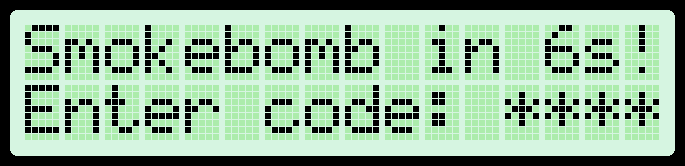 Smokebomb in 6s!
Enter code: ****